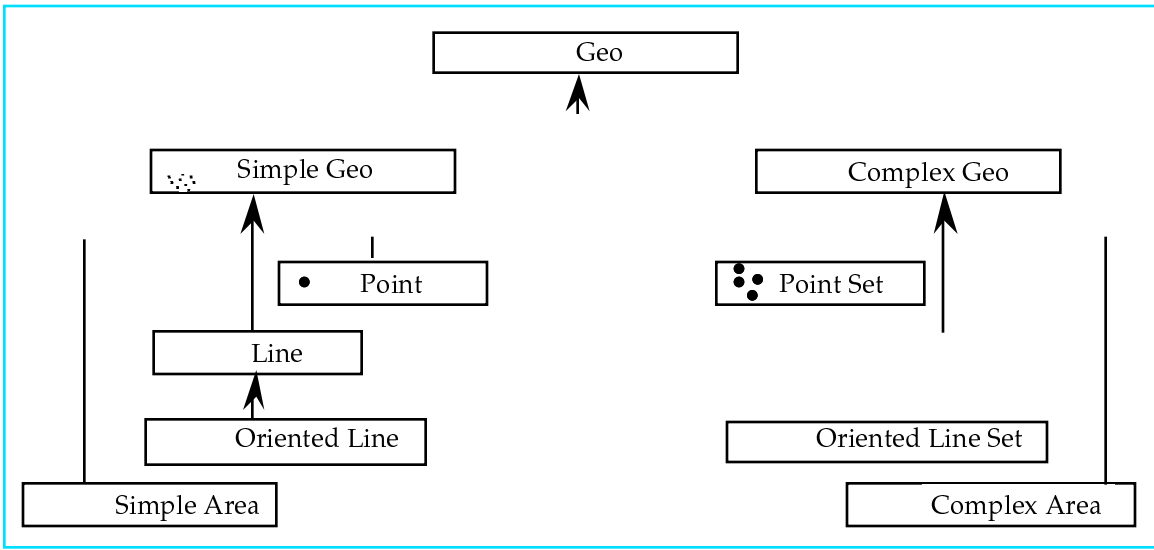 Geo
Simple Geo
Complex Geo
Point
Point Set
Line
Oriented Line
Oriented Line Set
Simple Area
Complex Area